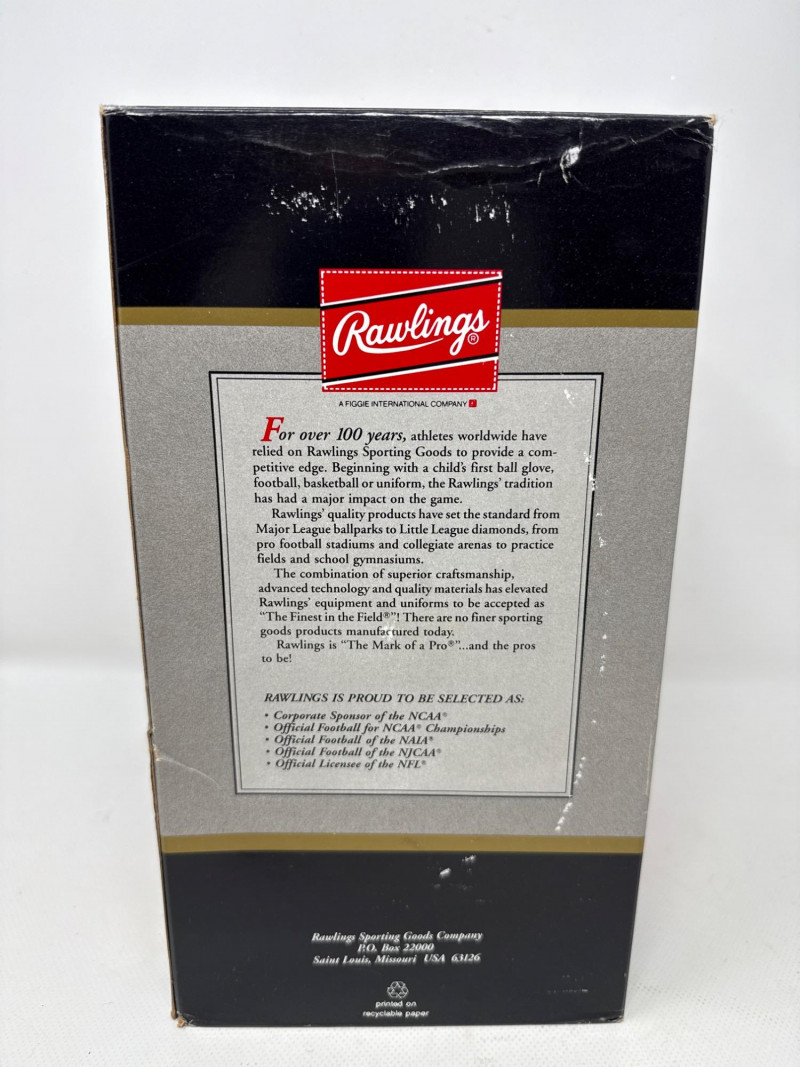 Rawlings®
A FIGGIE INTERNATIONAL COMPANY
For over 100 years, athletes worldwide have
relied on Rawlings Sporting Goods to provide a com-
petitive edge. Beginning with a child's first ball glove,
football, basketball or uniform, the Rawlings' tradition
has had a major impact on the game.
Rawlings' quality products have set the standard from
Major League ballparks to Little League diamonds, from
pro football stadiums and collegiate arenas to practice
fields and school gymnasiums.
The combination of superior craftsmanship,
advanced technology and quality materials has elevated
Rawlings' equipment and uniforms to be accepted as
"The Finest in the Field®"! There are no finer sporting
goods products manufactured today.
Rawlings is "The Mark of a Pro®"...and the pros
to be!
RAWLINGS IS PROUD TO BE SELECTED AS:
• Corporate Sponsor of the NCAA®
• Official Football for NCAA® Championships
• Official Football of the NAIA®
• Official Football of the NJCAA®
• Official Licensee of the NFL®
Rawlings Sporting Goods Company
P.O. Box 22000
Saint Louis, Missouri USA 63126
printed on
recyclable paper